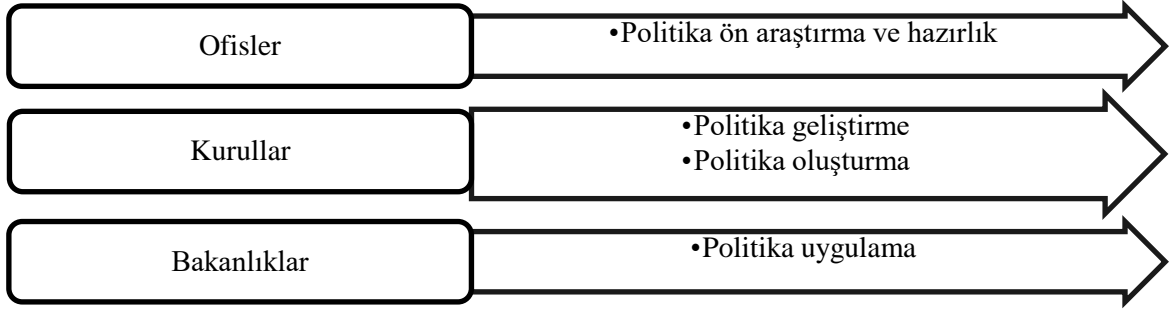 Ofisler
•Politika ön araştırma ve hazırlık
Kurullar
•Politika geliştirme
•Politika oluşturma
Bakanlıklar
•Politika uygulama